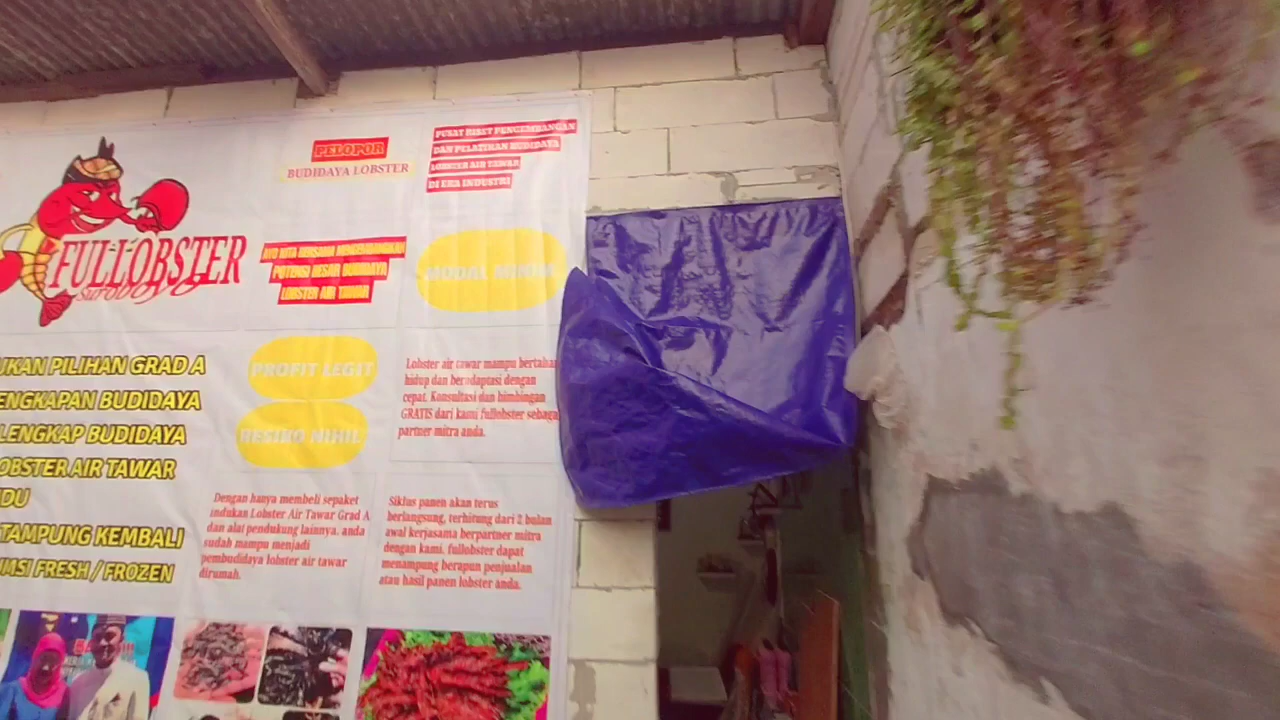 PELOPOR
BUDIDAYA LOBSTER
PUSAT RISET PENGEMBANGAN
DAN PELATIHAN BUDIDAYA
LOBSTER AIR TAWAR
DI ERA INDUSTRI
FULLOBSTER
Suroboyo
AYO KITA BERSAMA MENGEMBANGKAN
POTENSI BESAR BUDIDAYA
LOBSTER AIR TAWAR
MODAL MINIM
PROFIT LEGIT
RESIKO NIHIL
UKAN PILIHAN GRAD A
ENGKAPAN BUDIDAYA
LENGKAP BUDIDAYA
OBSTER AIR TAWAR
DU
TAMPUNG KEMBALI
MSI FRESH / FROZEN
Lobster air tawar mampu bertahan
hidup dan beradaptasi dengan
cepat. Konsultasi dan bimbingan
GRATIS dari kami fullobster sebaga
partner mitra anda.
Dengan hanya membeli sepaket
indukan Lobster Air Tawar Grad A
dan alat pendukung lainnya. anda
sudah mampu menjadi
pembudidaya lobster air tawar
dirumah.
Siklus panen akan terus
berlangsung, terhitung dari 2 bulan
awal kerjasama berpartner mitra
dengan kami. fullobster dapat
menampung berapun penjualan
atau hasil panen lobster anda.